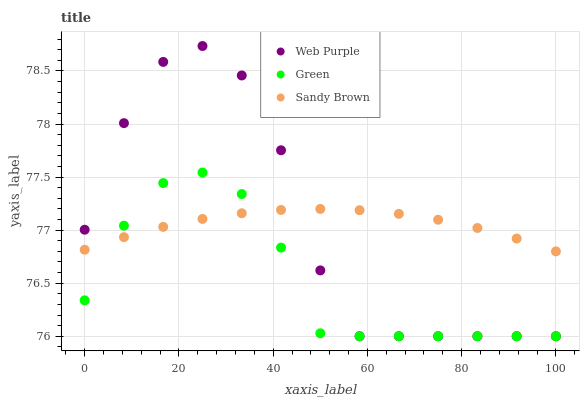 title
Web Purple
Green
Sandy Brown
yaxis_label
78.5
78
77.5
77
76.5
76
0 20 40 60 80 100
xaxis_label